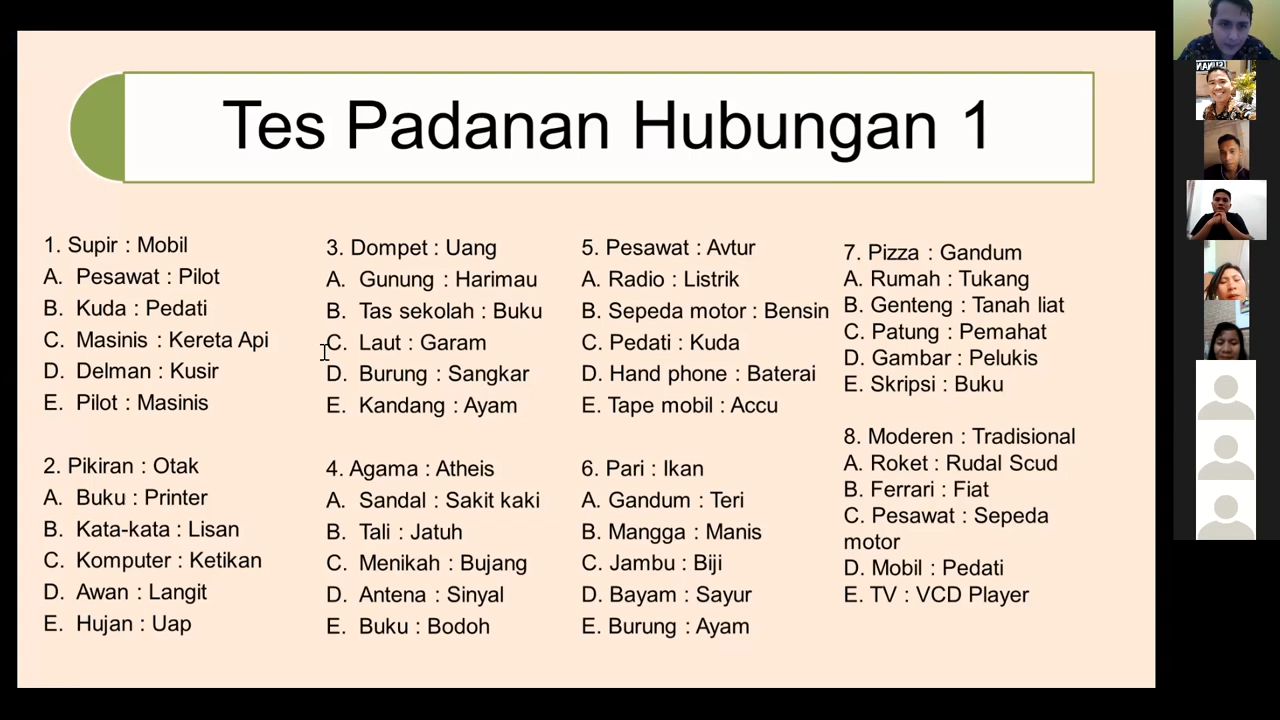 Tes Padanan Hubungan 1
1. Supir : Mobil
A. Pesawat : Pilot
B. Kuda : Pedati
C. Masinis : Kereta Api
D. Delman : Kusir
E. Pilot : Masinis
2. Pikiran : Otak
A. Buku : Printer
B. Kata-kata : Lisan
C. Komputer : Ketikan
D. Awan : Langit
E. Hujan : Uap
3. Dompet : Uang
A. Gunung : Harimau
B. Tas sekolah : Buku
C. Laut : Garam
D. Burung : Sangkar
E. Kandang : Ayam
4. Agama : Atheis
A. Sandal : Sakit kaki
B. Tali : Jatuh
C. Menikah : Bujang
D. Antena : Sinyal
E. Buku : Bodoh
5. Pesawat : Avtur
A. Radio : Listrik
B. Sepeda motor : Bensin
C. Pedati : Kuda
D. Hand phone : Baterai
E. Tape mobil : Accu
6. Pari : Ikan
A. Gandum : Teri
B. Mangga : Manis
C. Jambu : Biji
D. Bayam : Sayur
E. Burung : Ayam
7. Pizza : Gandum
A. Rumah : Tukang
B. Genteng : Tanah liat
C. Patung : Pemahat
D. Gambar : Pelukis
E. Skripsi : Buku
8. Moderen : Tradisional
A. Roket : Rudal Scud
B. Ferrari : Fiat
C. Pesawat : Sepeda
motor
D. Mobil : Pedati
E. TV : VCD Player